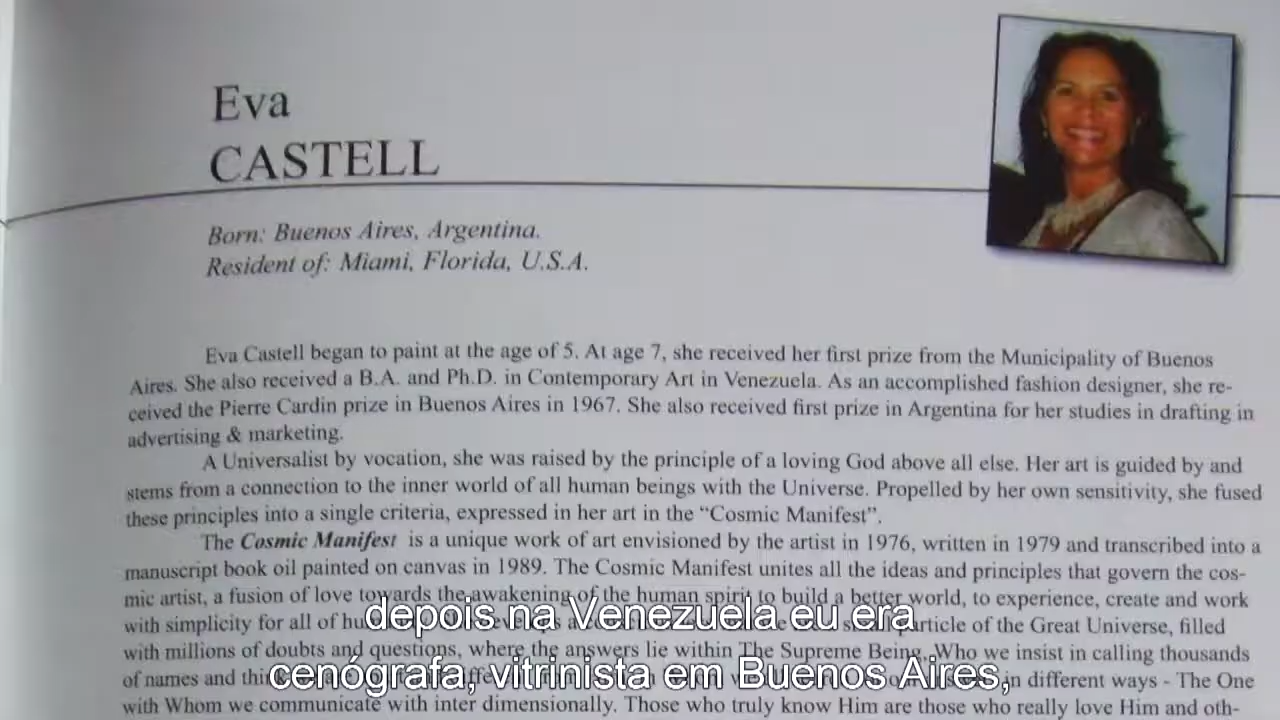 Eva
CASTELL
Born: Buenos Aires, Argentina.
Resident of: Miami, Florida, U.S.A.
Eva Castell began to paint at the age of 5. At age 7, she received her first prize from the Municipality of Buenos
Aires. She also received a B.A. and Ph.D. in Contemporary Art in Venezuela. As an accomplished fashion designer, she re-
ceived the Pierre Cardin prize in Buenos Aires in 1967. She also received first prize in Argentina for her studies in drafting in
advertising & marketing.
A Universalist by vocation, she was raised by the principle of a loving God above all else. Her art is guided by and
stems from a connection to the inner world of all human beings with the Universe. Propelled by her own sensitivity, she fused
these principles into a single criteria, expressed in her art in the “Cosmic Manifest”.
The Cosmic Manifest is a unique work of art envisioned by the artist in 1976, written in 1979 and transcribed into a
manuscript book oil painted on canvas in 1989. The Cosmic Manifest unites all the ideas and principles that govern the cos-
mic artist, a fusion of love towards the awakening of the human spirit to build a better world, to experience, create and work
with simplicity for all of particle of the Great Universe, filled
with millions of doubts and questions, where the answers lie within The Supreme Being, Who we insist in calling thousands
of names and in different ways - The One
with Whom we communicate with inter dimensionally. Those who truly know Him are those who really love Him and oth-
depois na Venezuela eu era
cenógrafa, vitrinista em Buenos Aires,